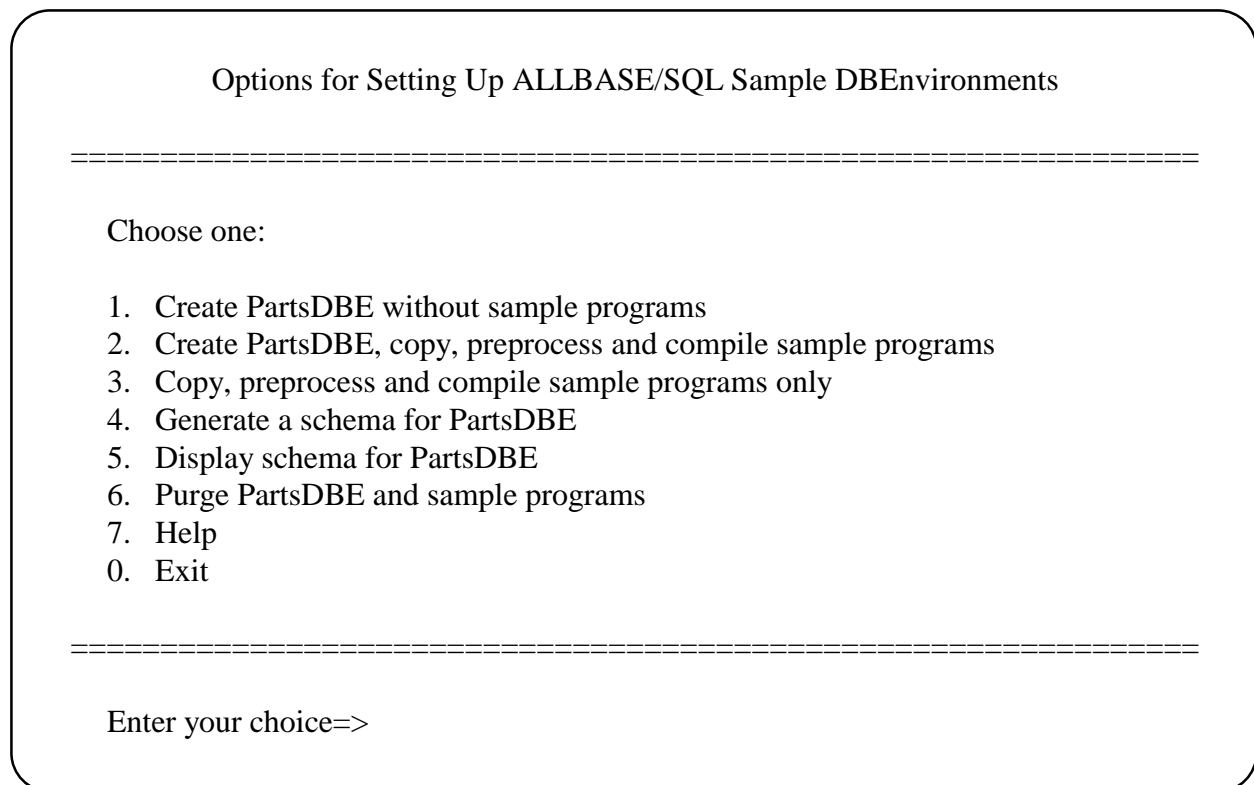 Options for Setting Up ALLBASE/SQL Sample DBEnvironments
===============================================================
Choose one:
1. Create PartsDBE without sample programs
2. Create PartsDBE, copy, preprocess and compile sample programs
3. Copy, preprocess and compile sample programs only
4. Generate a schema for PartsDBE
5. Display schema for PartsDBE
6. Purge PartsDBE and sample programs
7. Help
0. Exit
===============================================================
Enter your choice=>